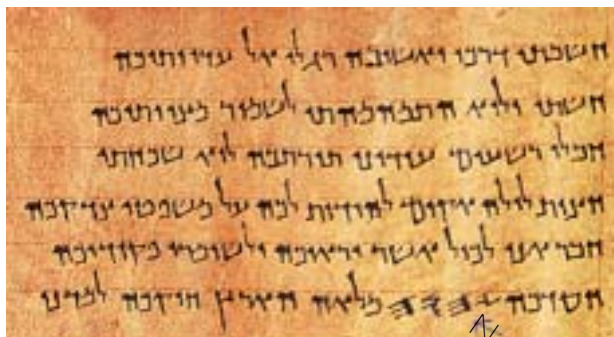 חשבתי דרכי ואשיבה רגלי אל עדוותיכה
חשתי ולוא התמהמהתי לשמור מצוותיכה
חבלי רשעים עודוני תורתכה לוא שכחתי
חצות לילה אקום להודות לכה על משפטי צדקכה
חבר אני לכול אשר יראוכה ולשומרי פקודיכה
חסדכה 𐤉𐤄𐤅𐤄 מלאה הארץ חוקיכה למדני